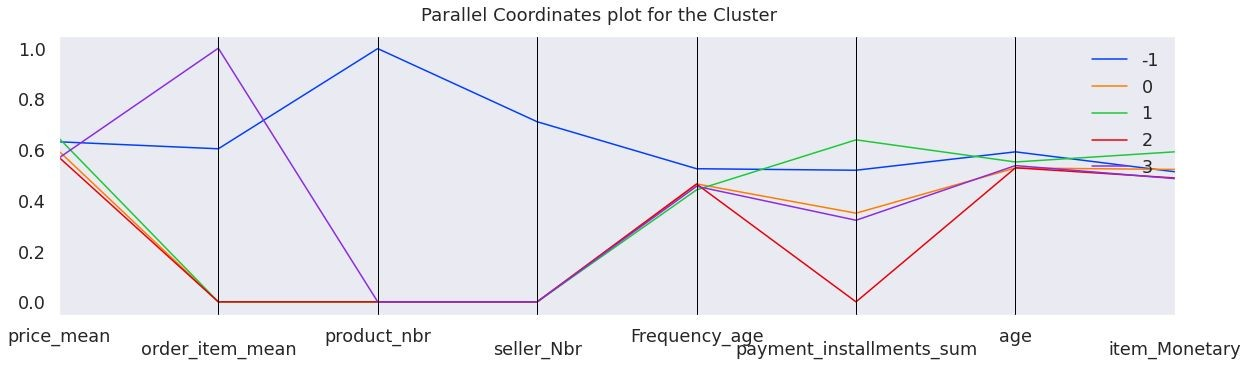 Parallel Coordinates plot for the Cluster
1.0
0.8
0.6
0.4
0.2
0.0
-1
0
1
2
3
price_mean
order_item_mean
product_nbr
seller_Nbr
Frequency_age
payment_installments_sum
age
item_Monetary